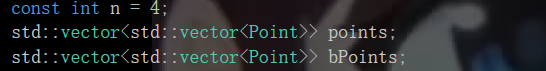 const int n = 4;
std::vector<std::vector<Point>> points;
std::vector<std::vector<Point>> bPoints;